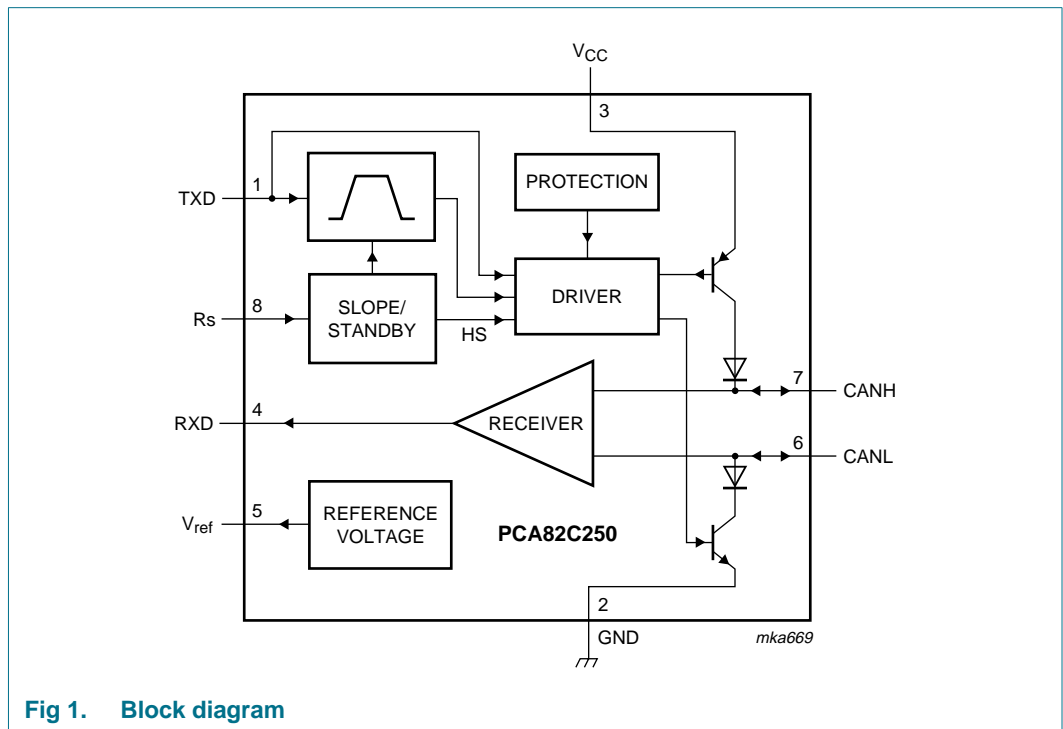 VCC
3
1
TXD
PROTECTION
DRIVER
8
Rs
SLOPE/
STANDBY
HS
7
CANH
RXD
4
RECEIVER
6
CANL
Vref
5
REFERENCE
VOLTAGE
PCA82C250
2
GND
mka669
Fig 1. Block diagram